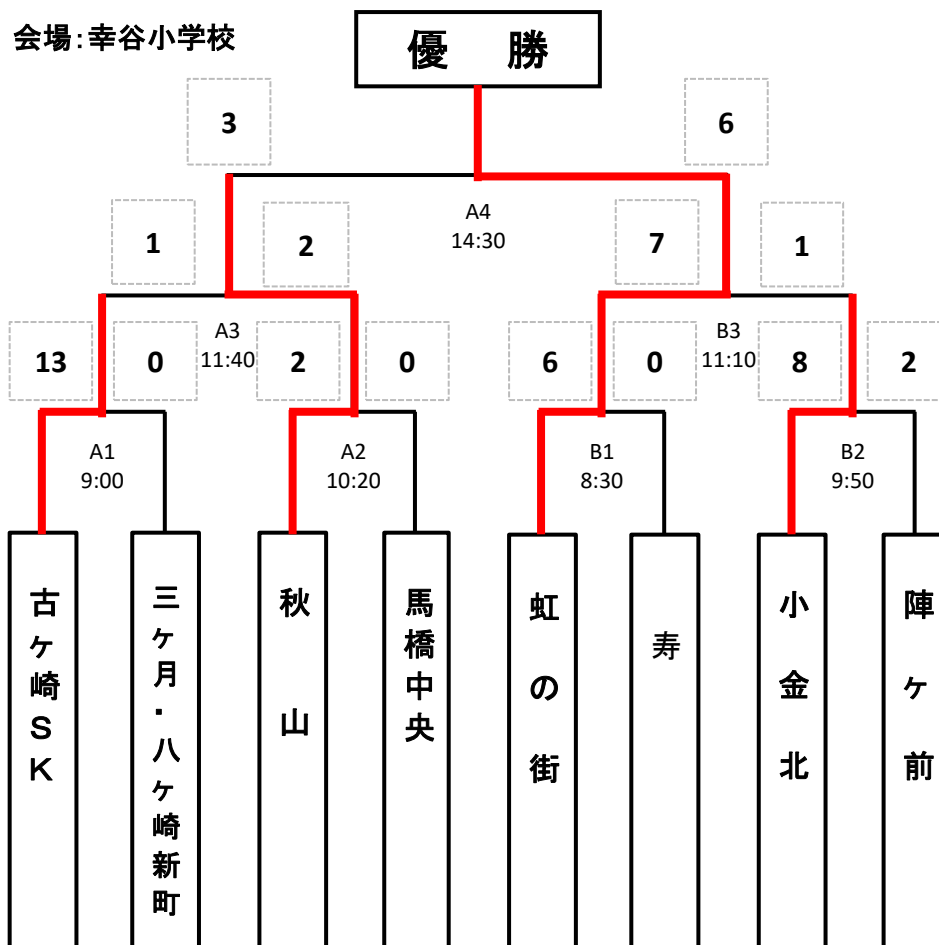 会場:幸谷小学校
優　勝
3
6
A4
14:30
1
2
7
1
A3
11:40
B3
11:10
13
0
2
0
6
0
8
2
A1
9:00
A2
10:20
B1
8:30
B2
9:50
古ヶ崎SK
三ヶ月・八ヶ崎新町
秋山
馬橋中央
虹の街
寿
小金北
陣ヶ前